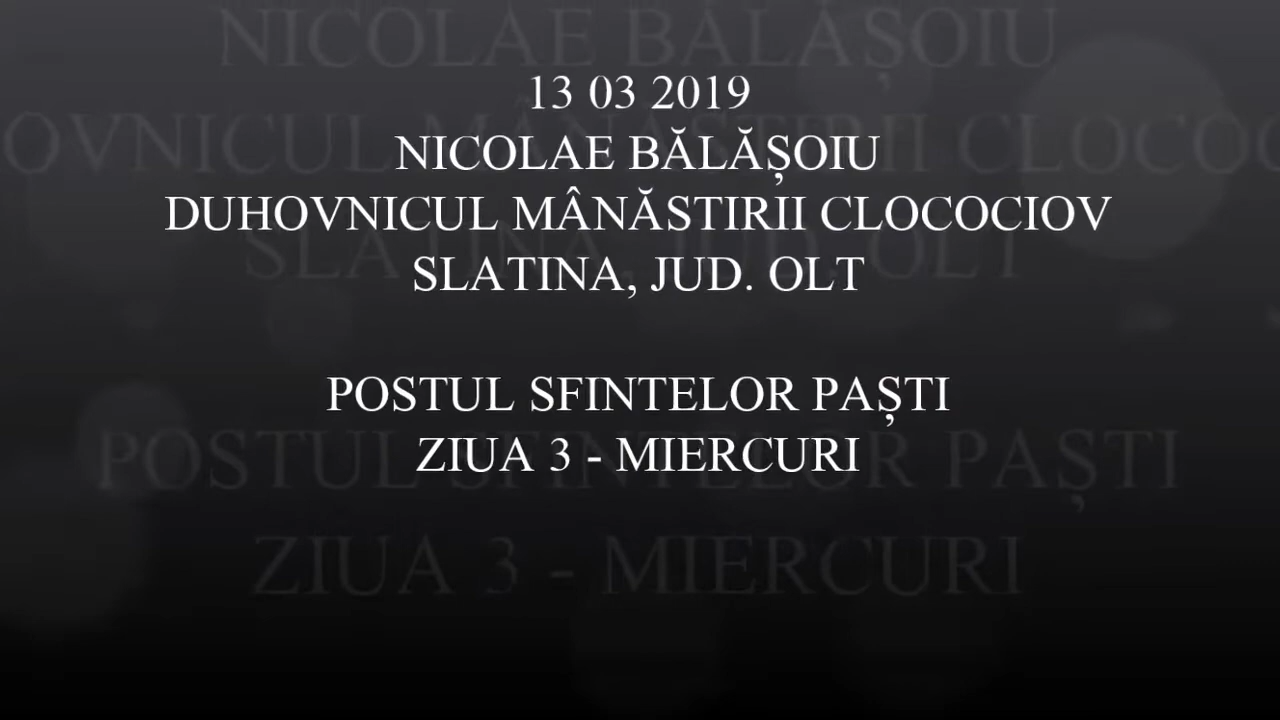 13 03 2019
NICOLAE BĂLĂȘOIU
DUHOVNICUL MÂNĂSTIRII CLOCOCIOV
SLATINA, JUD. OLT
POSTUL SFINTELOR PAȘTI
ZIUA 3 - MIERCURI